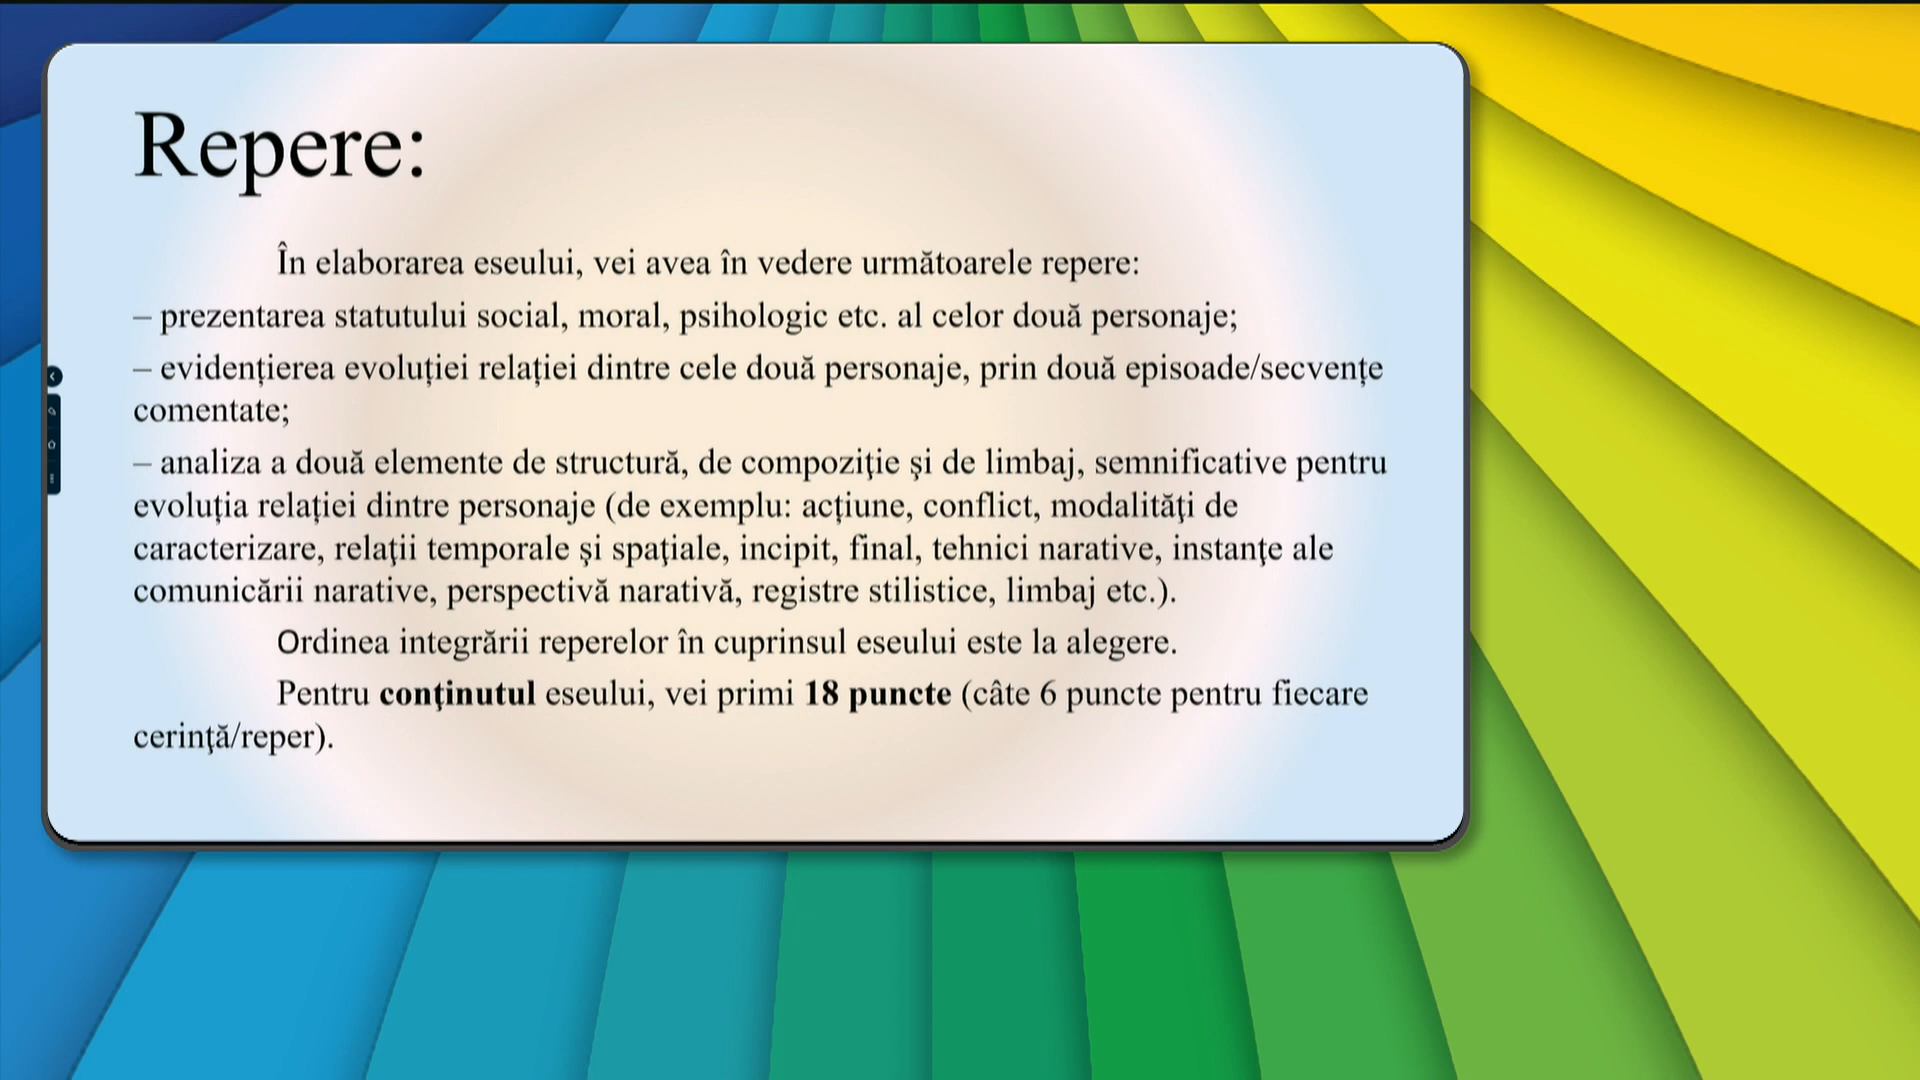 Repere:
În elaborarea eseului, vei avea în vedere următoarele repere:
– prezentarea statutului social, moral, psihologic etc. al celor două personaje;
– evidențierea evoluției relației dintre cele două personaje, prin două episoade/secvențe
comentate;
– analiza a două elemente de structură, de compoziţie şi de limbaj, semnificative pentru
evoluția relației dintre personaje (de exemplu: acțiune, conflict, modalităţi de
caracterizare, relaţii temporale şi spaţiale, incipit, final, tehnici narative, instanţe ale
comunicării narative, perspectivă narativă, registre stilistice, limbaj etc.).
Ordinea integrării reperelor în cuprinsul eseului este la alegere.
Pentru conţinutul eseului, vei primi 18 puncte (câte 6 puncte pentru fiecare
cerinţă/reper).